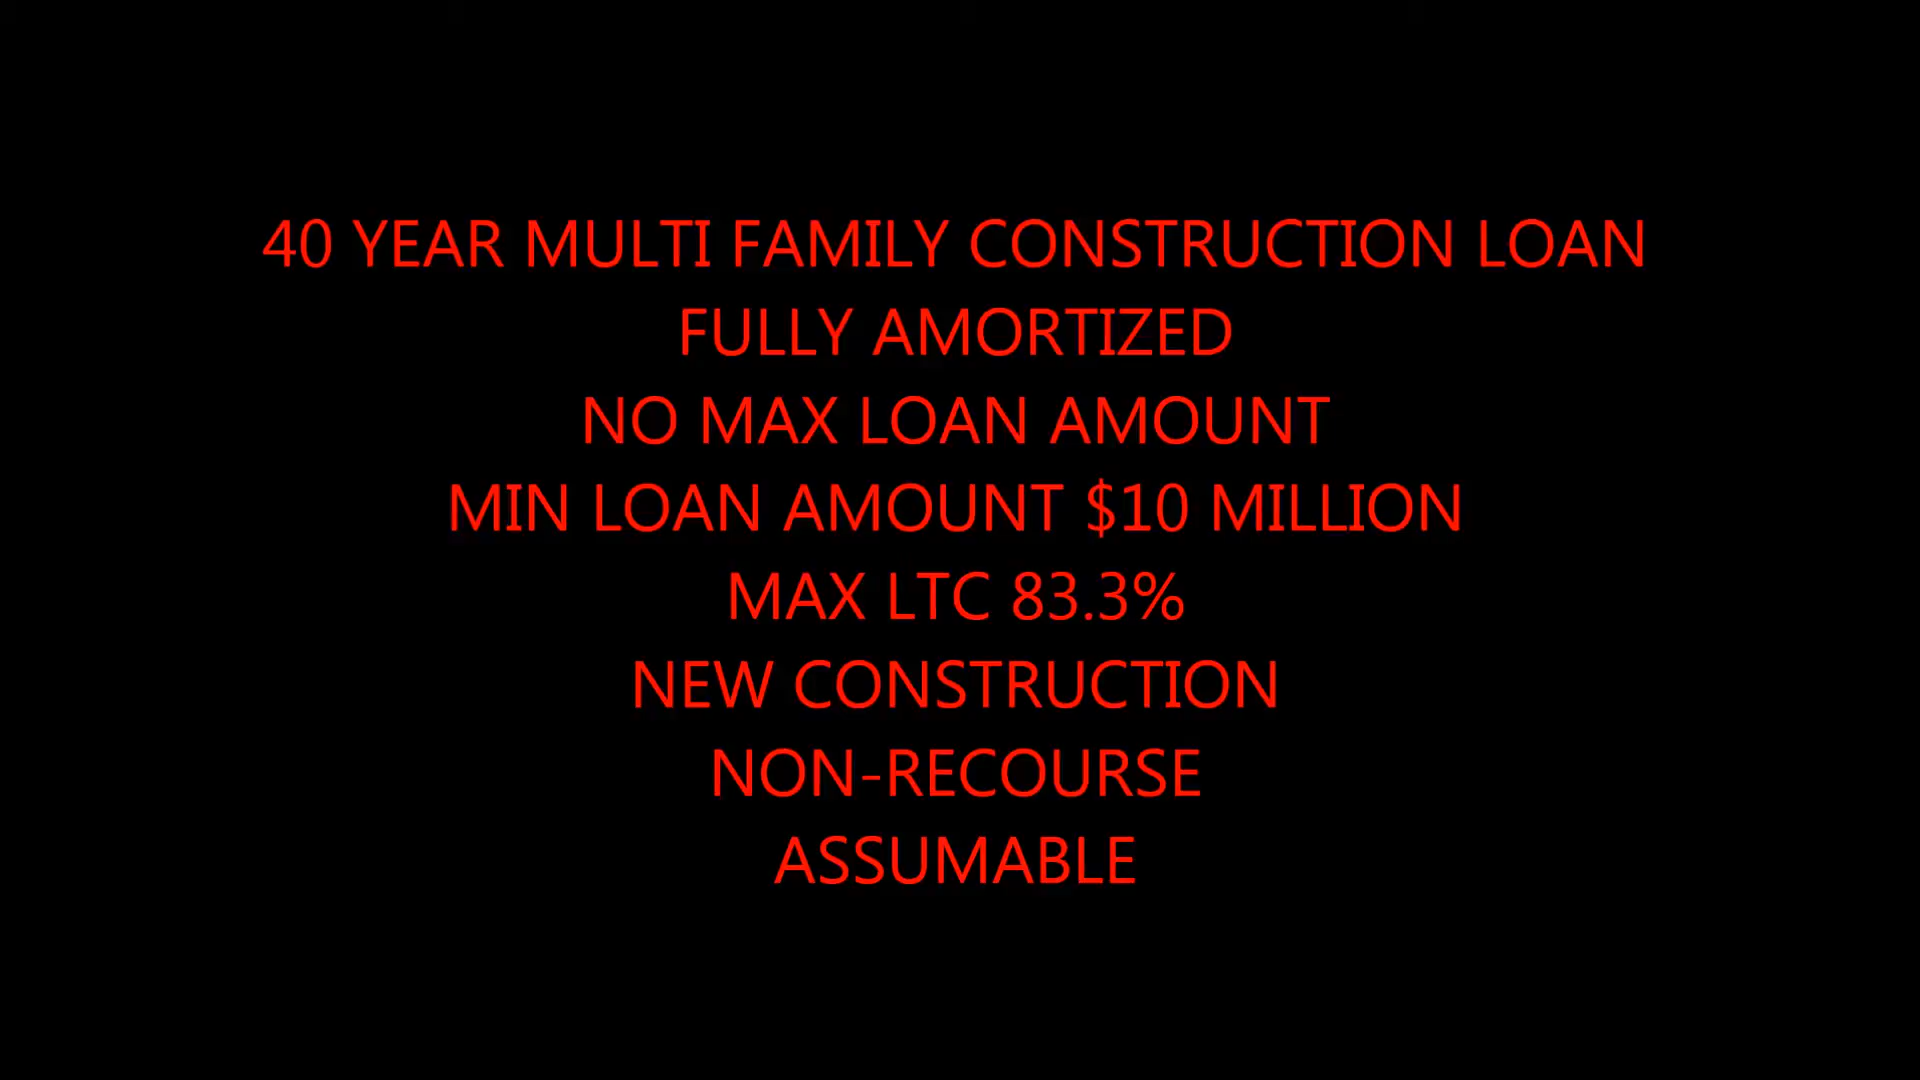 40 YEAR MULTI FAMILY CONSTRUCTION LOAN
FULLY AMORTIZED
NO MAX LOAN AMOUNT
MIN LOAN AMOUNT $10 MILLION
MAX LTC 83.3%
NEW CONSTRUCTION
NON-RECOURSE
ASSUMABLE